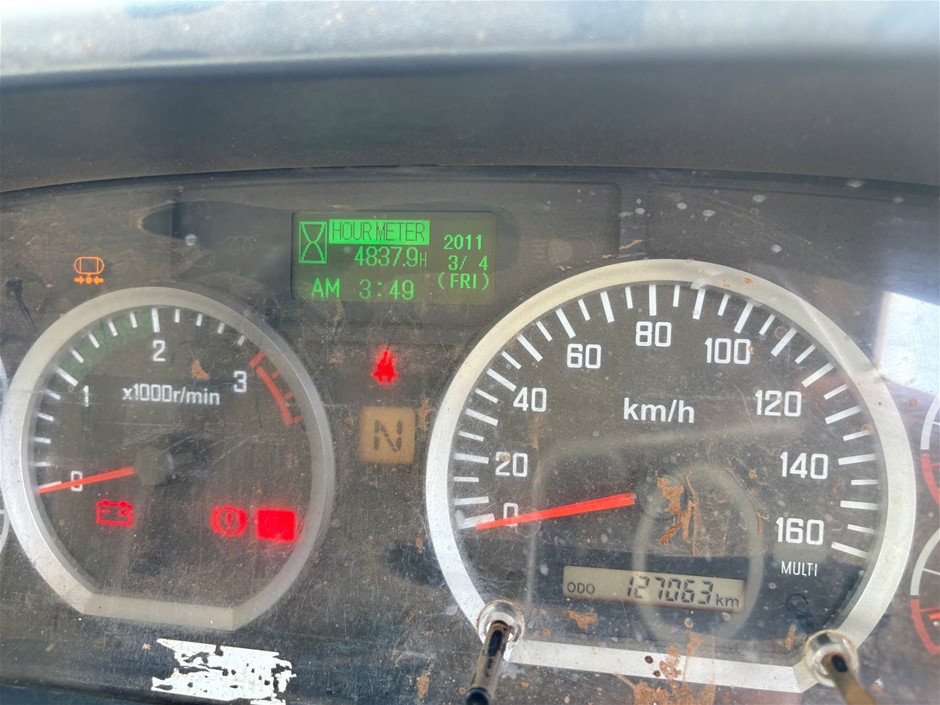 HOUR METER
4837.9H
AM 3:49
2011
3/ 4
(FRI)
0
1
2
3
x1000r/min
N
0
20
40
60
80
100
120
140
160
km/h
MULTI
ODO 127063 km